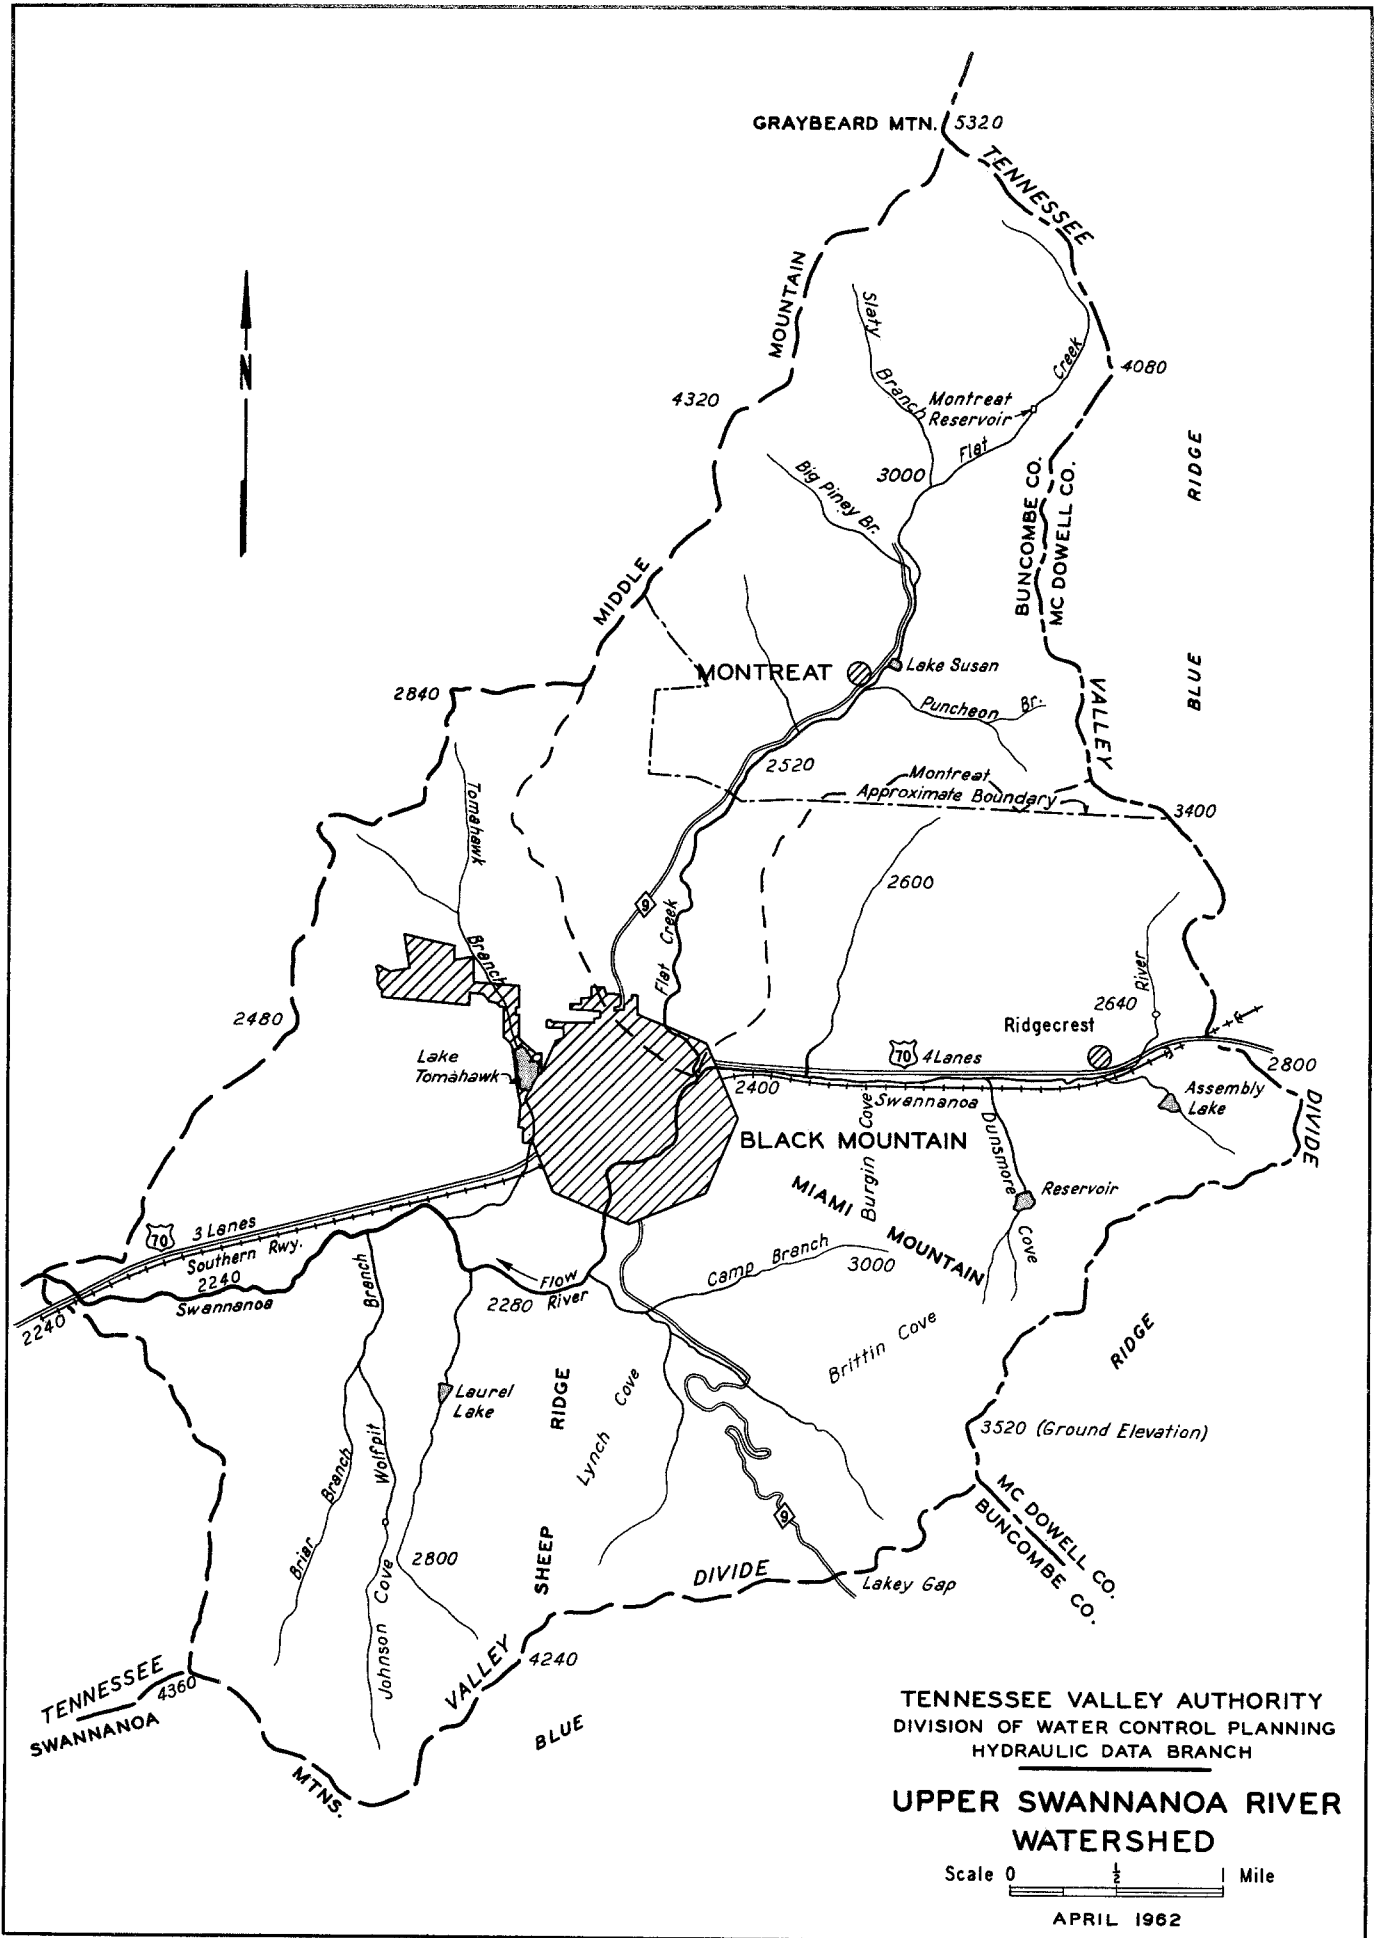 GRAYBEARD MTN.
5320
TENNESSEE
MOUNTAIN
Slaty
Branch
Creek
4080
4320
Montreat
Reservoir
Flat
3000
RIDGE
BUNCOMBE CO.
MC DOWELL CO.
Big Piney Br.
N
MIDDLE
MONTREAT
Lake Susan
BLUE
2840
Puncheon Br.
VALLEY
2520
Montreat
Approximate Boundary
3400
Tomahawk
Branch
2600
9
Flat Creek
River
2640
2480
Ridgecrest
Lake
Tomahawk
70
4 Lanes
2400
2800
Swannanoa
Assembly
Lake
DIVIDE
Burgin Cove
Dunsmore
Cove
BLACK MOUNTAIN
Reservoir
MIAMI
MOUNTAIN
70
3 Lanes
Southern Rwy.
2240
Swannanoa
2240
Branch
Flow
2280
River
Camp Branch
3000
Brittin Cove
RIDGE
Laurel
Lake
RIDGE
Lynch Cove
3520 (Ground Elevation)
Wolfpit
Branch
Briar
MC DOWELL CO.
BUNCOMBE CO.
9
SHEEP
2800
Johnson Cove
DIVIDE
Lakey Gap
VALLEY
4240
TENNESSEE
4360
SWANNANOA
BLUE
MTNS.
TENNESSEE VALLEY AUTHORITY
DIVISION OF WATER CONTROL PLANNING
HYDRAULIC DATA BRANCH
UPPER SWANNANOA RIVER
WATERSHED
Scale 0 ½ 1 Mile
APRIL 1962